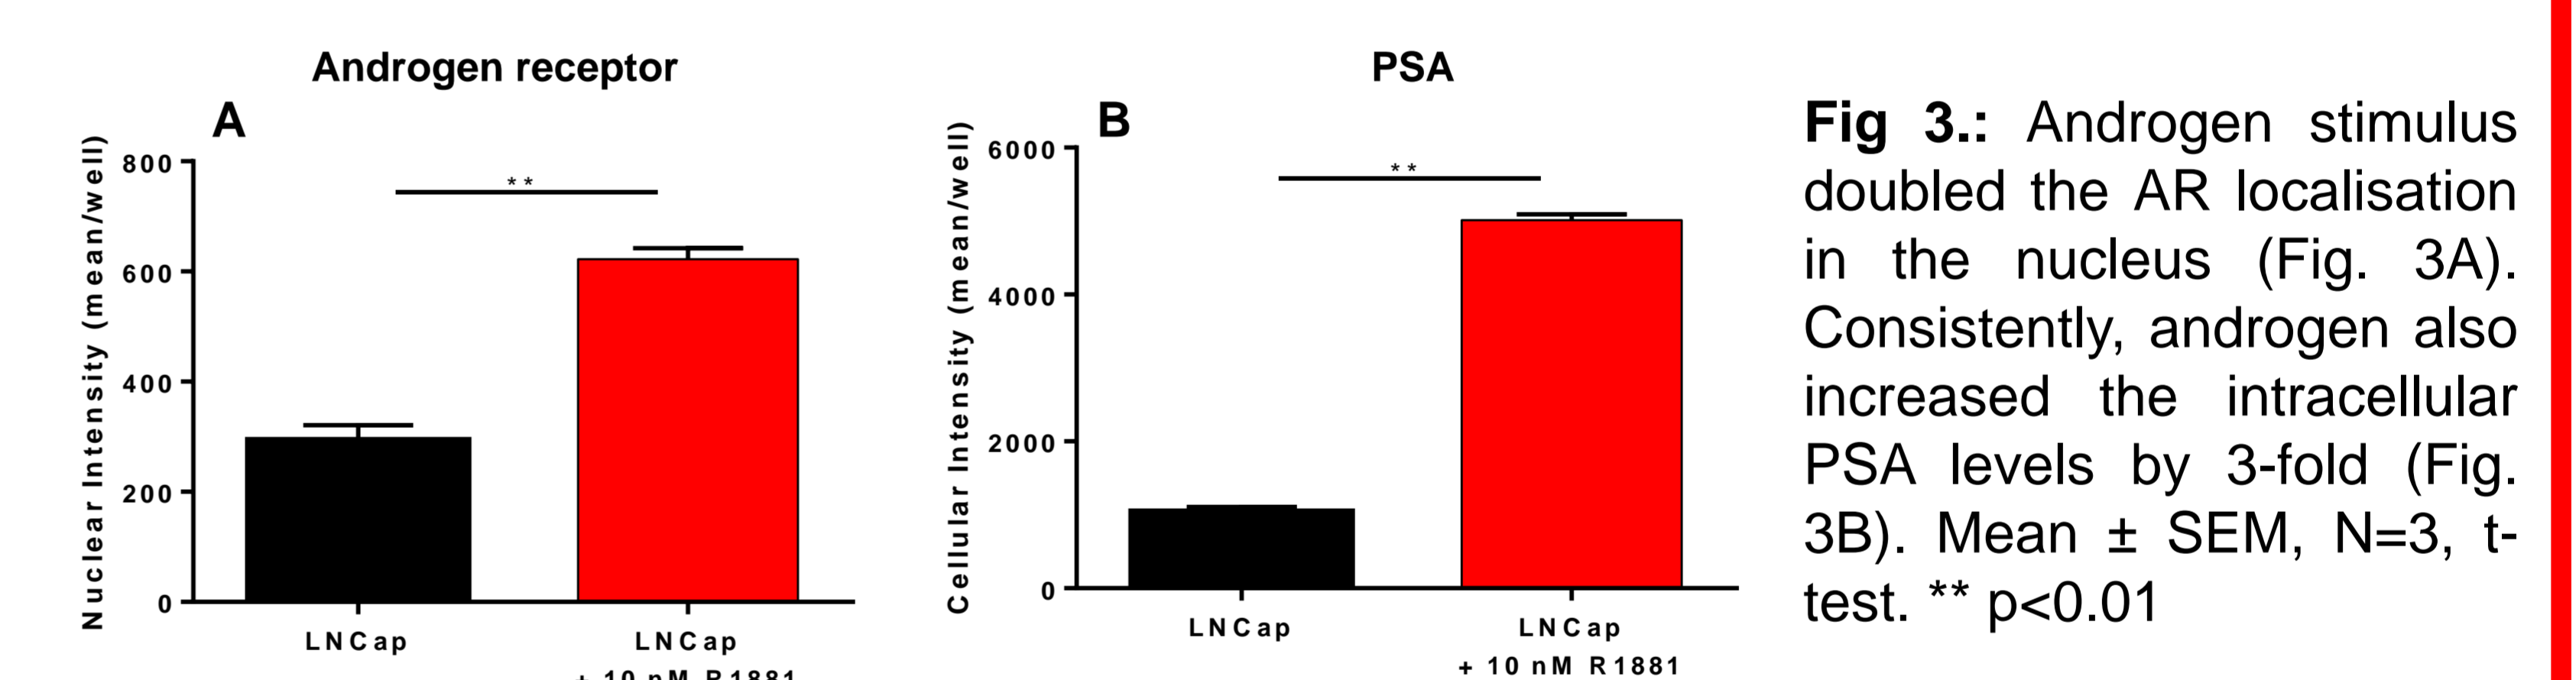 Androgen receptor
A
Nuclear Intensity (mean/well)
800
**
600
400
200
0
LNCap
LNCap
+ 10 nM R1881
PSA
B
Cellular Intensity (mean/well)
6000
**
4000
2000
0
LNCap
LNCap
+ 10 nM R1881
Fig 3.: Androgen stimulus
doubled the AR localisation
in the nucleus (Fig. 3A).
Consistently, androgen also
increased the intracellular
PSA levels by 3-fold (Fig.
3B). Mean ± SEM, N=3, t-
test. ** p<0.01